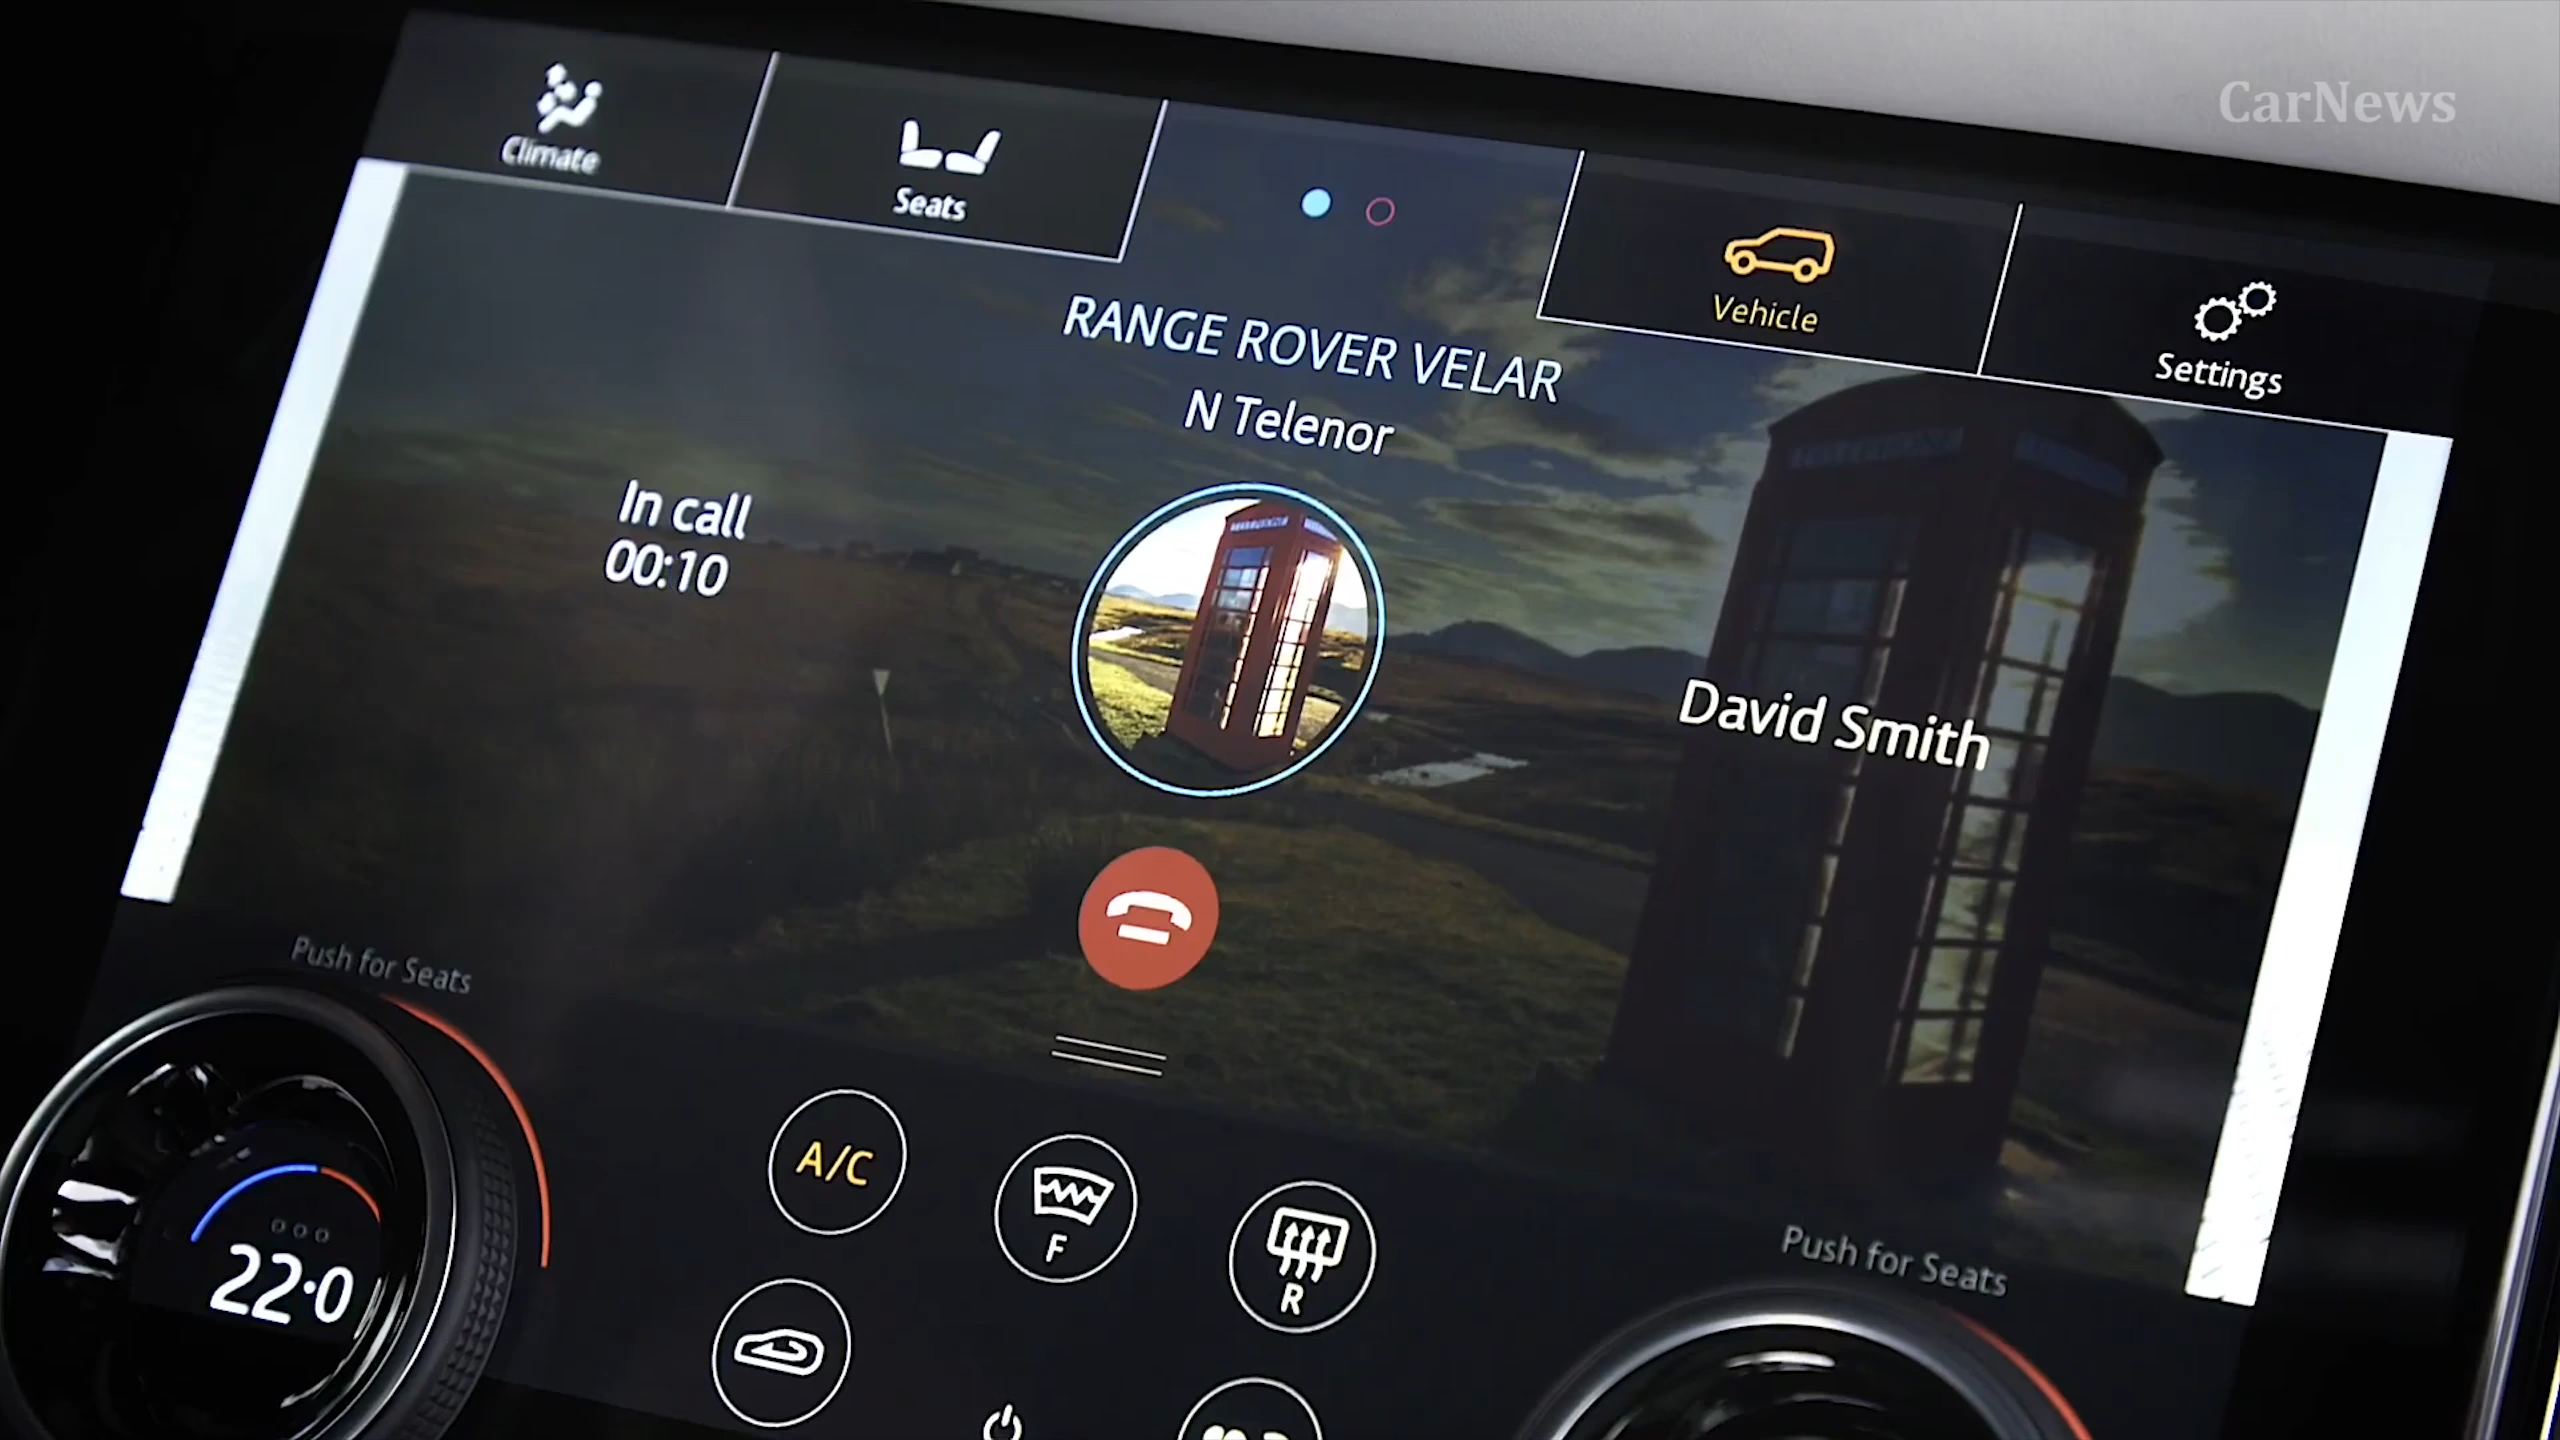 CarNews
Climate
Seats
Vehicle
Settings
RANGE ROVER VELAR
N Telenor
In call
00:10
TELEPHONE
David Smith
Push for Seats
A/C
F
R
22.0
Push for Seats